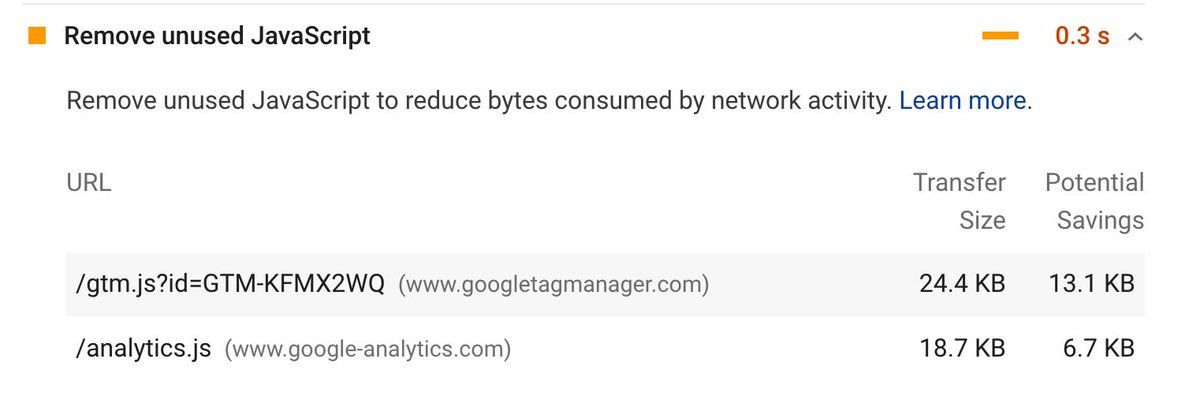 Remove unused JavaScript 0.3 s
Remove unused JavaScript to reduce bytes consumed by network activity. Learn more.
URL Transfer Size Potential Savings
/gtm.js?id=GTM-KFMX2WQ (www.googletagmanager.com) 24.4 KB 13.1 KB
/analytics.js (www.google-analytics.com) 18.7 KB 6.7 KB